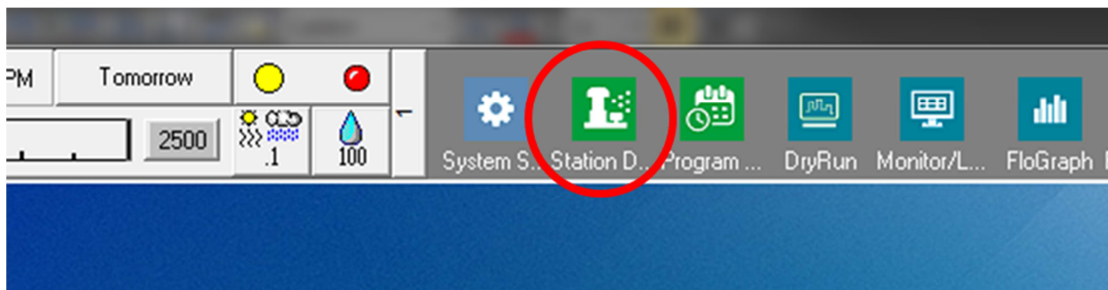 PM
Tomorrow
2500
.1
100
System S...
Station D...
Program ...
DryRun
Monitor/L...
FloGraph